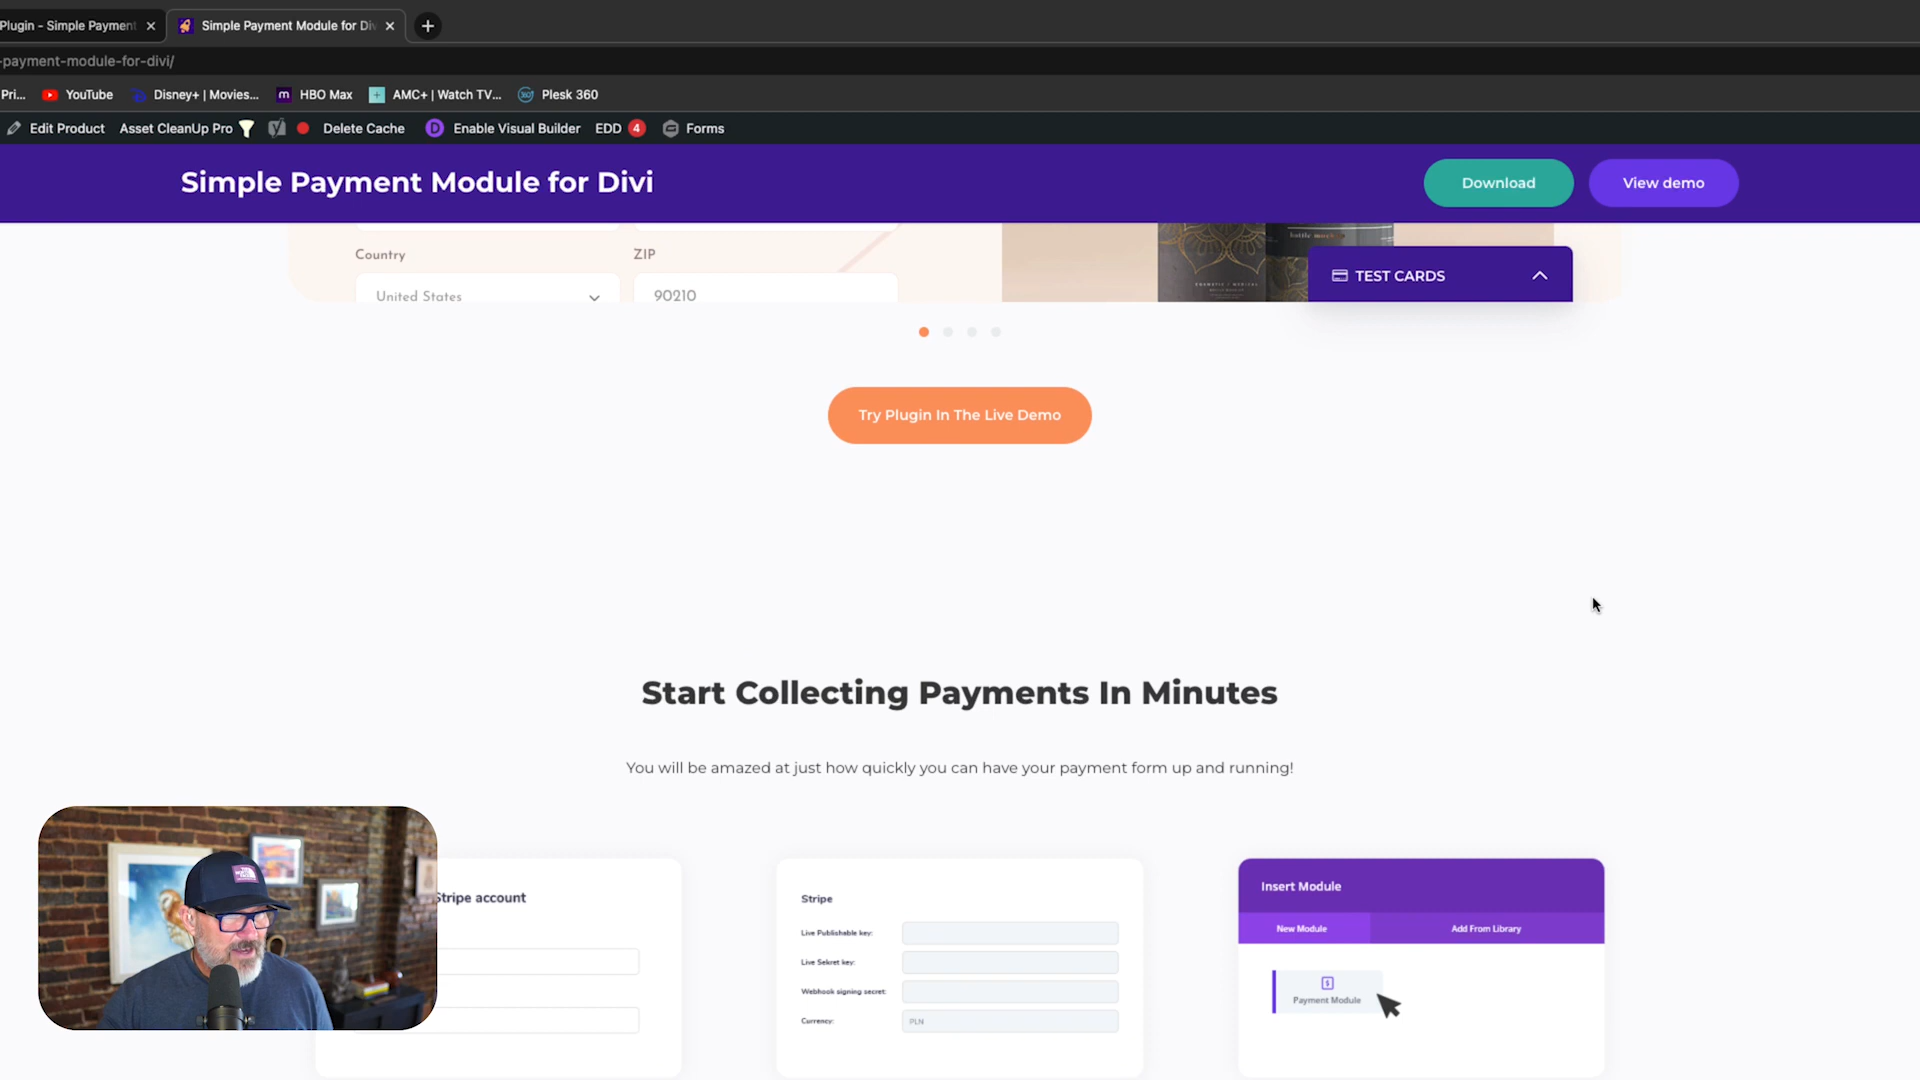 Plugin - Simple Payment
Simple Payment Module for Div
-payment-module-for-divi/
Pri...
YouTube
Disney+ | Movies...
HBO Max
AMC+ | Watch TV...
Plesk 360
Edit Product
Asset CleanUp Pro
Delete Cache
Enable Visual Builder
EDD 4
Forms
Simple Payment Module for Divi
Download
View demo
Country
ZIP
United States
90210
TEST CARDS
Try Plugin In The Live Demo
Start Collecting Payments In Minutes
You will be amazed at just how quickly you can have your payment form up and running!
Stripe account
Stripe
Live Publishable key:
Live Sekret key:
Webhook signing secret:
Currency:
PLN
Insert Module
New Module
Add From Library
Payment Module